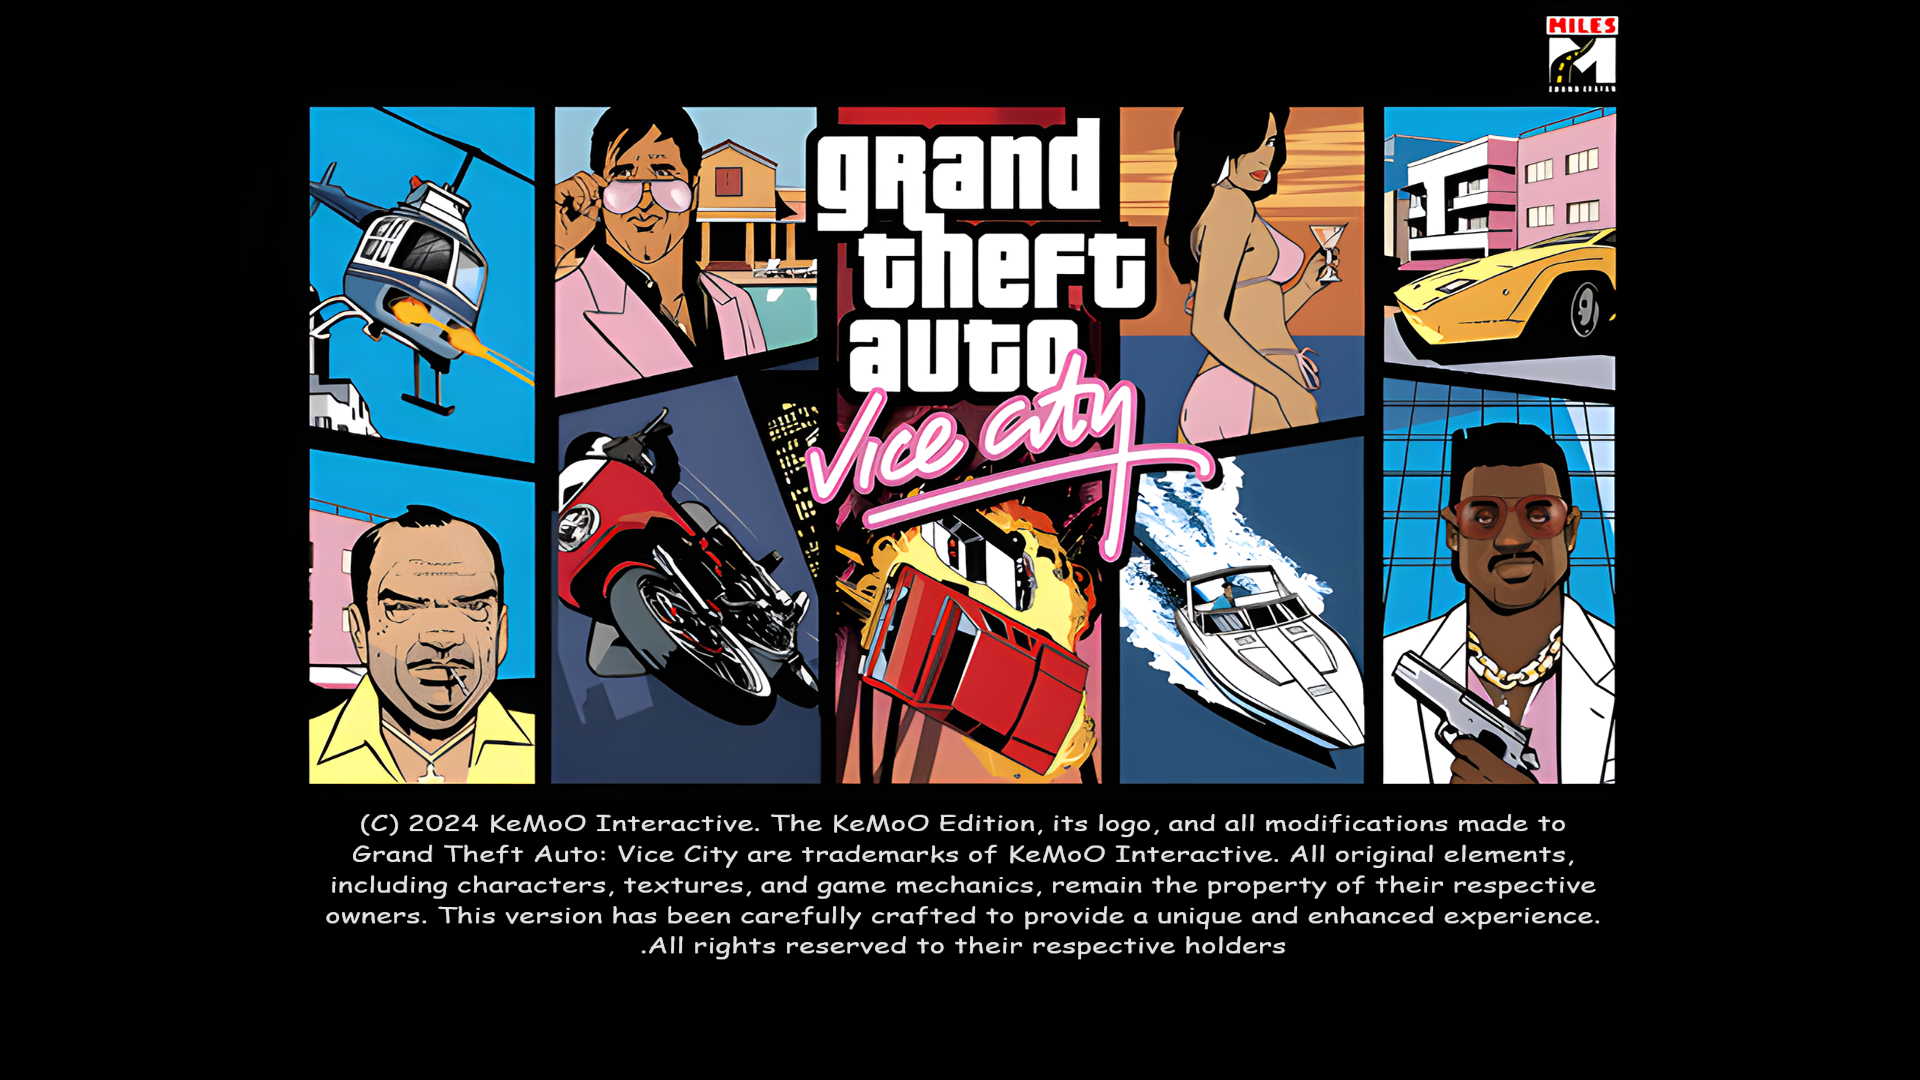 MILES
grand
theft
auto
Vice City
(C) 2024 KeMoO Interactive. The KeMoO Edition, its logo, and all modifications made to
Grand Theft Auto: Vice City are trademarks of KeMoO Interactive. All original elements,
including characters, textures, and game mechanics, remain the property of their respective
owners. This version has been carefully crafted to provide a unique and enhanced experience.
.All rights reserved to their respective holders